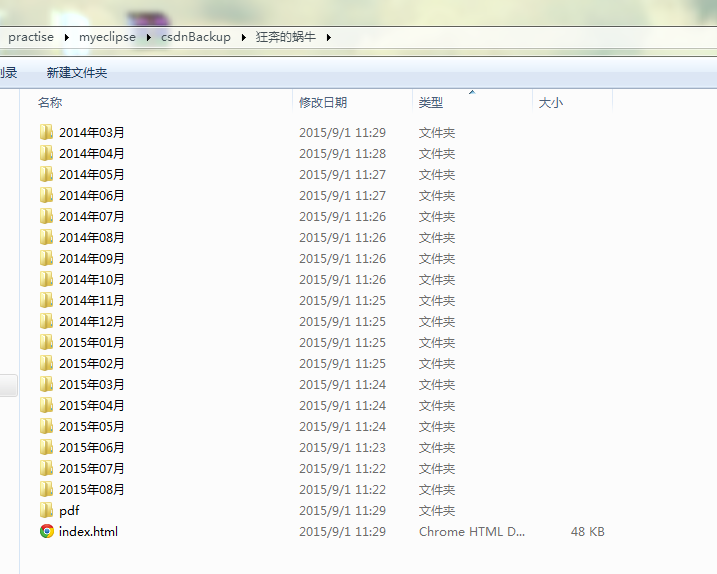 practise myeclipse csdnBackup 狂奔的蜗牛
刻录 新建文件夹
名称 修改日期 类型 大小
2014年03月 2015/9/1 11:29 文件夹
2014年04月 2015/9/1 11:28 文件夹
2014年05月 2015/9/1 11:27 文件夹
2014年06月 2015/9/1 11:27 文件夹
2014年07月 2015/9/1 11:26 文件夹
2014年08月 2015/9/1 11:26 文件夹
2014年09月 2015/9/1 11:26 文件夹
2014年10月 2015/9/1 11:26 文件夹
2014年11月 2015/9/1 11:25 文件夹
2014年12月 2015/9/1 11:25 文件夹
2015年01月 2015/9/1 11:25 文件夹
2015年02月 2015/9/1 11:25 文件夹
2015年03月 2015/9/1 11:24 文件夹
2015年04月 2015/9/1 11:24 文件夹
2015年05月 2015/9/1 11:24 文件夹
2015年06月 2015/9/1 11:23 文件夹
2015年07月 2015/9/1 11:22 文件夹
2015年08月 2015/9/1 11:22 文件夹
pdf 2015/9/1 11:29 文件夹
index.html 2015/9/1 11:29 Chrome HTML D... 48 KB